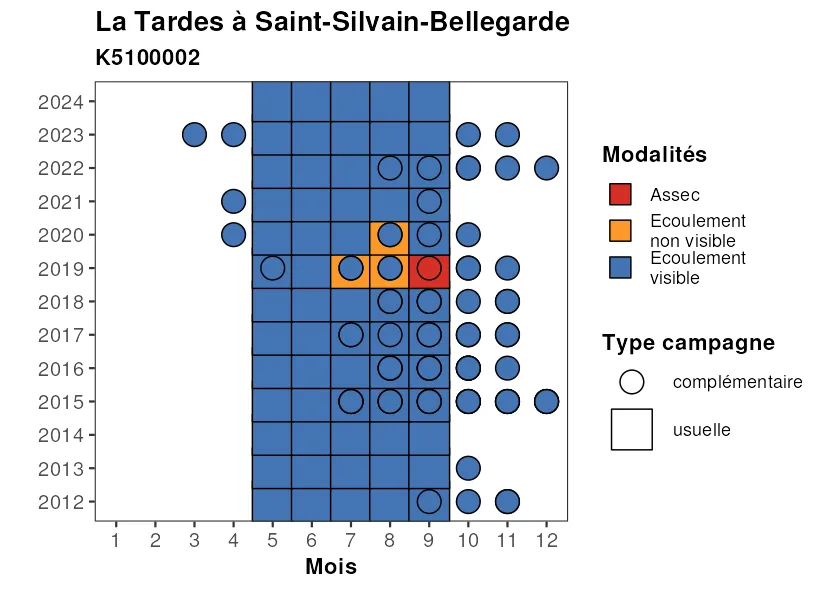 La Tardes à Saint-Silvain-Bellegarde
K5100002
2024
2023
2022
2021
2020
2019
2018
2017
2016
2015
2014
2013
2012
1 2 3 4 5 6 7 8 9 10 11 12
Mois
Modalités
Assec
Ecoulement
non visible
Ecoulement
visible
Type campagne
complémentaire
usuelle